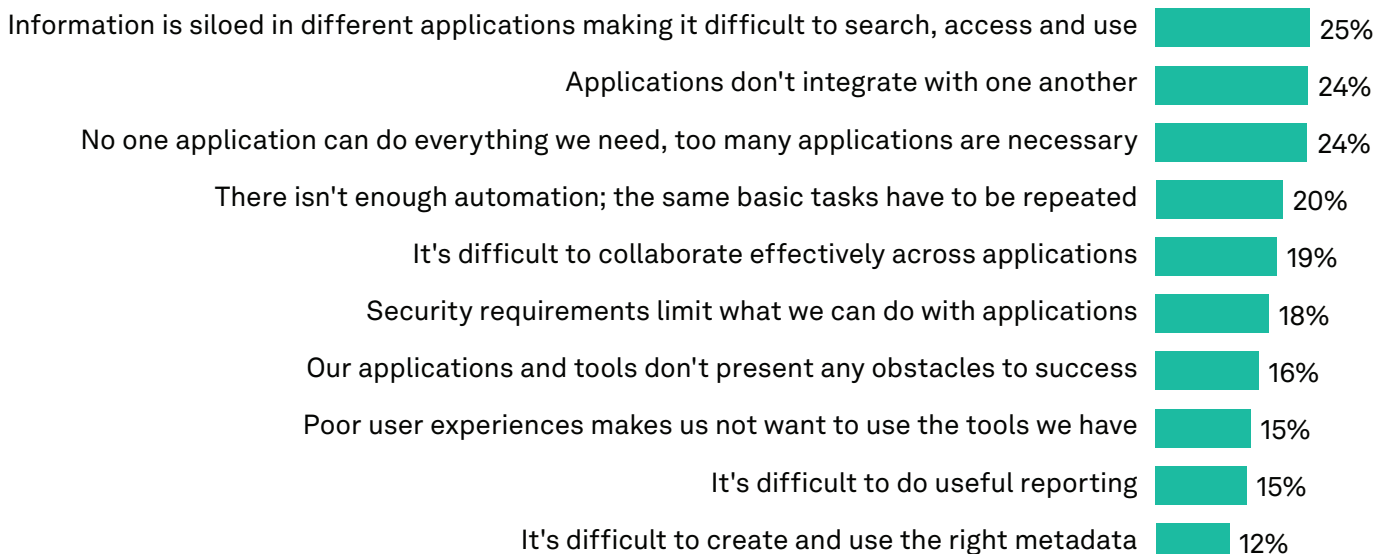 Information is siloed in different applications making it difficult to search, access and use 25%
Applications don't integrate with one another 24%
No one application can do everything we need, too many applications are necessary 24%
There isn't enough automation; the same basic tasks have to be repeated 20%
It's difficult to collaborate effectively across applications 19%
Security requirements limit what we can do with applications 18%
Our applications and tools don't present any obstacles to success 16%
Poor user experiences makes us not want to use the tools we have 15%
It's difficult to do useful reporting 15%
It's difficult to create and use the right metadata 12%